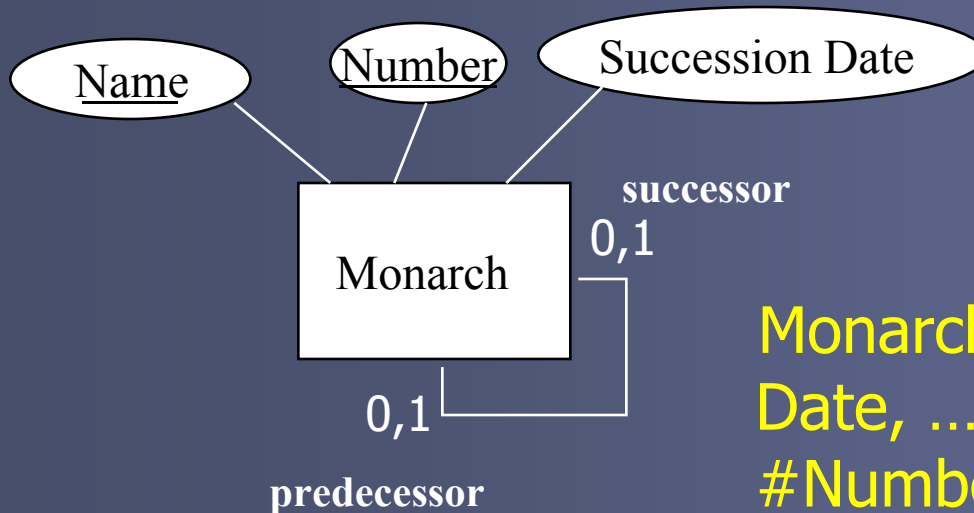 Name
Number
Succession Date
successor
0,1
Monarch
0,1
predecessor
Date, ...